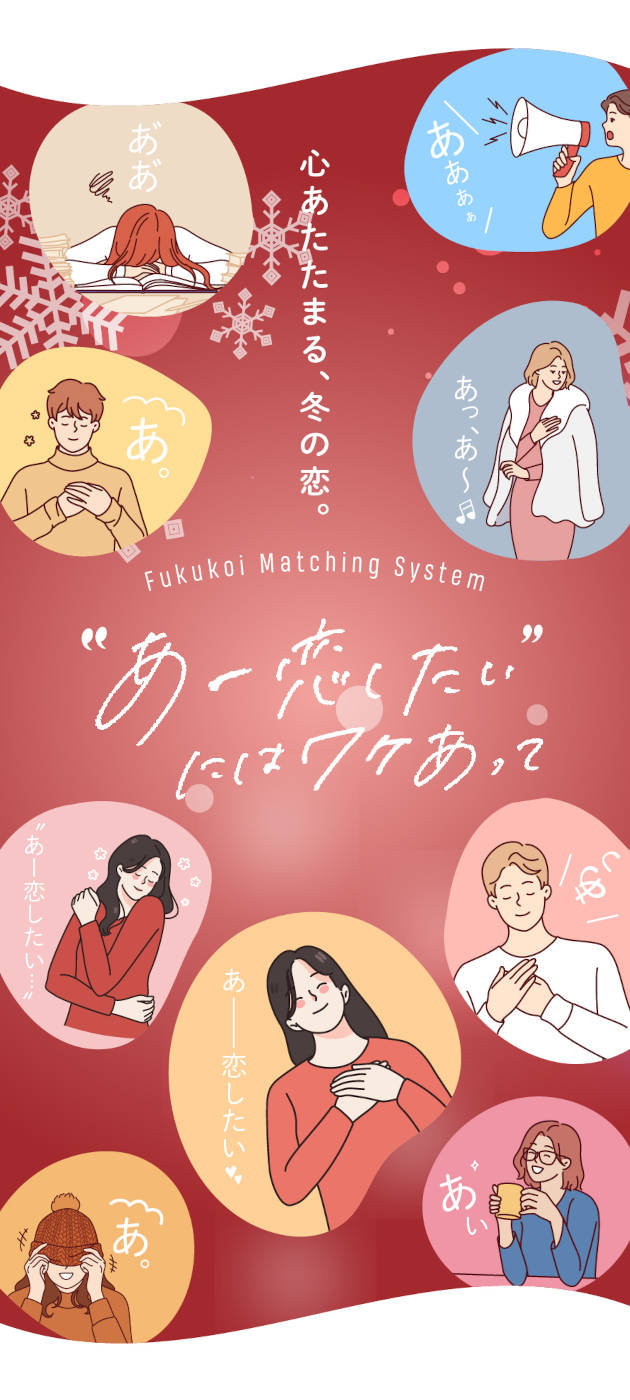 あ゙あ゙
あぁぁぁ
心あたたまる、冬の恋。
あ。
あっ、あ〜♫
Fukukoi Matching System
“あー恋したい”
にはワケあって
“あー恋したい…”
あ
あ——恋したい
あぃ
あ。